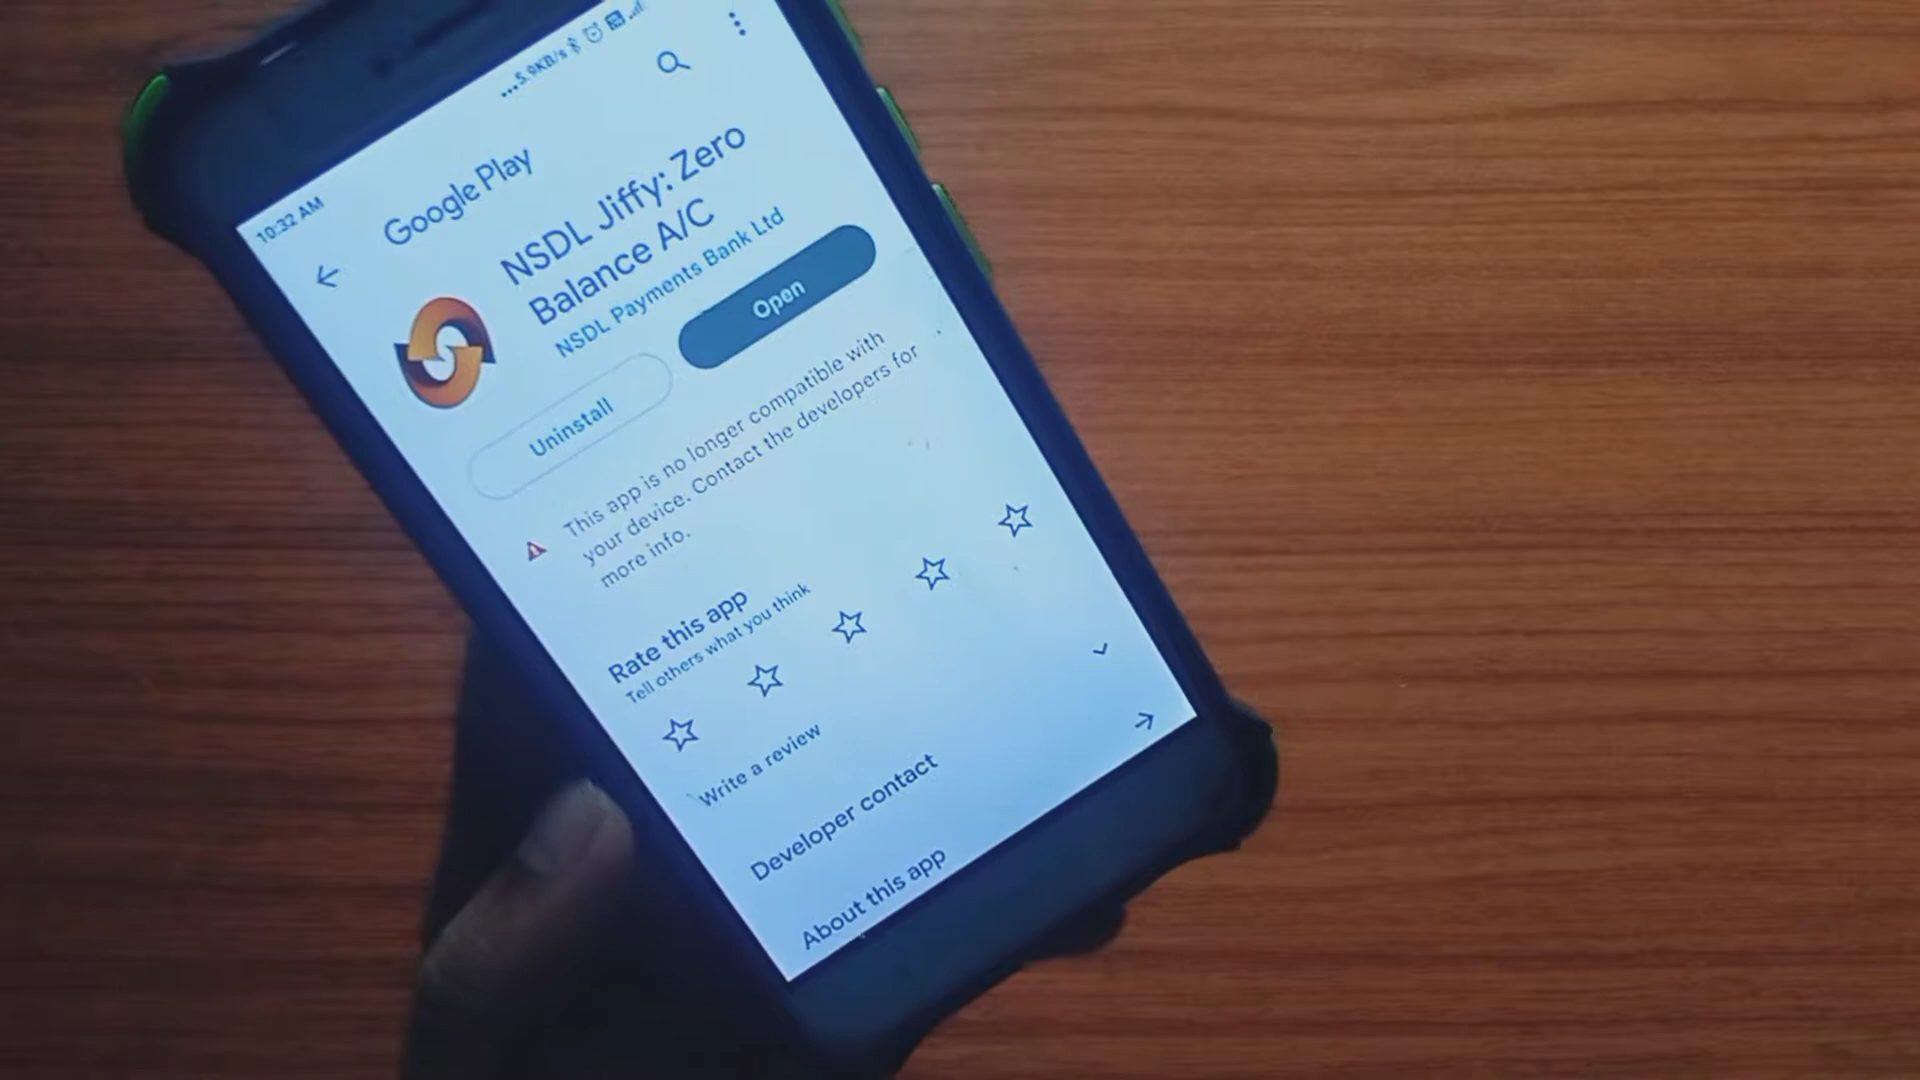 10:32 AM
...5.9KB/s
Google Play
NSDL Jiffy: Zero
Balance A/C
NSDL Payments Bank Ltd
Uninstall
Open
This app is no longer compatible with
your device. Contact the developers for
more info.
Rate this app
Tell others what you think
Write a review
Developer contact
About this app